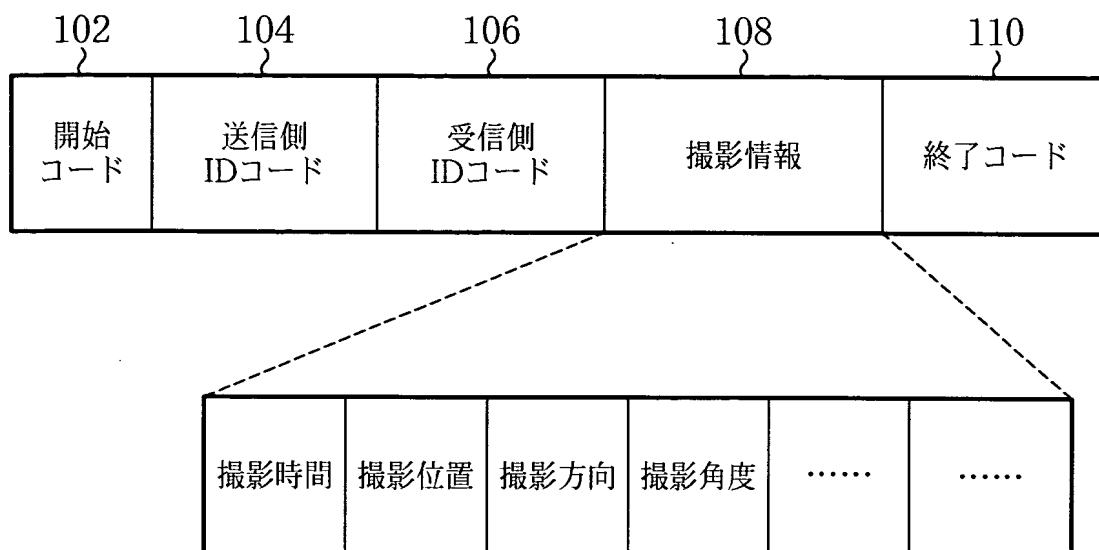 102 104 106 108 110
開始 コード
送信側 IDコード
受信側 IDコード
撮影情報
終了コード
撮影時間 撮影位置 撮影方向 撮影角度 …… ……